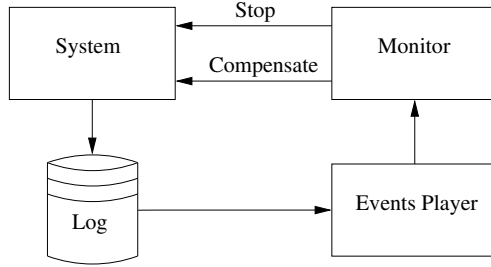 Stop
System
Monitor
Compensate
Log
Events Player